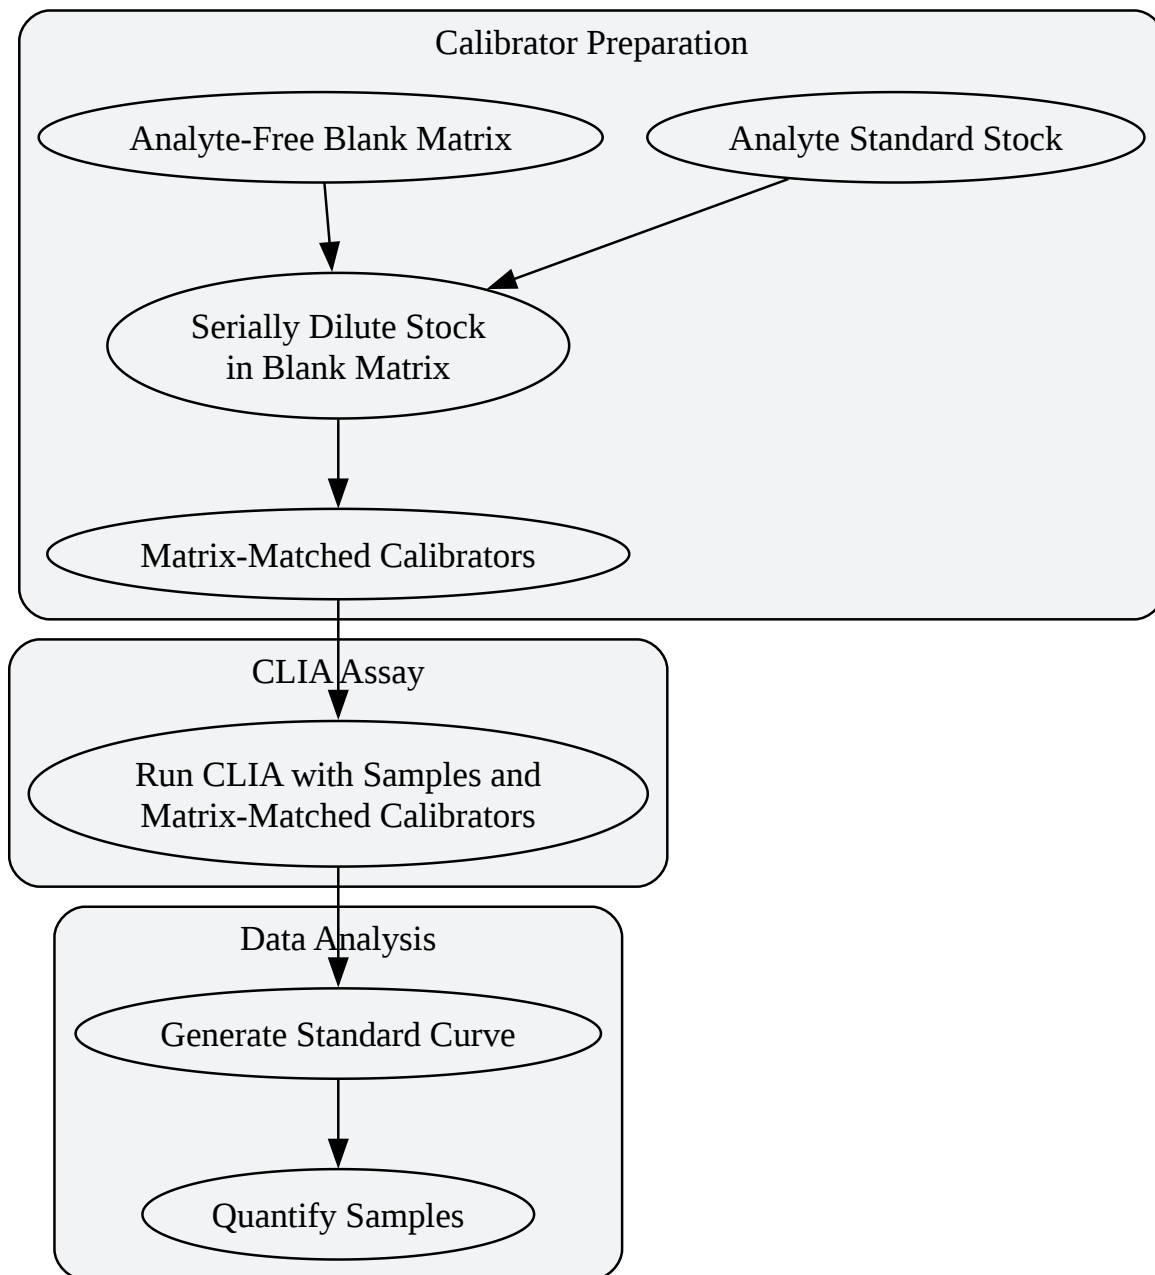 Calibrator Preparation
Analyte-Free Blank Matrix
Analyte Standard Stock
Serially Dilute Stock
in Blank Matrix
Matrix-Matched Calibrators
CLIA Assay
Run CLIA with Samples and
Matrix-Matched Calibrators
Data Analysis
Generate Standard Curve
Quantify Samples